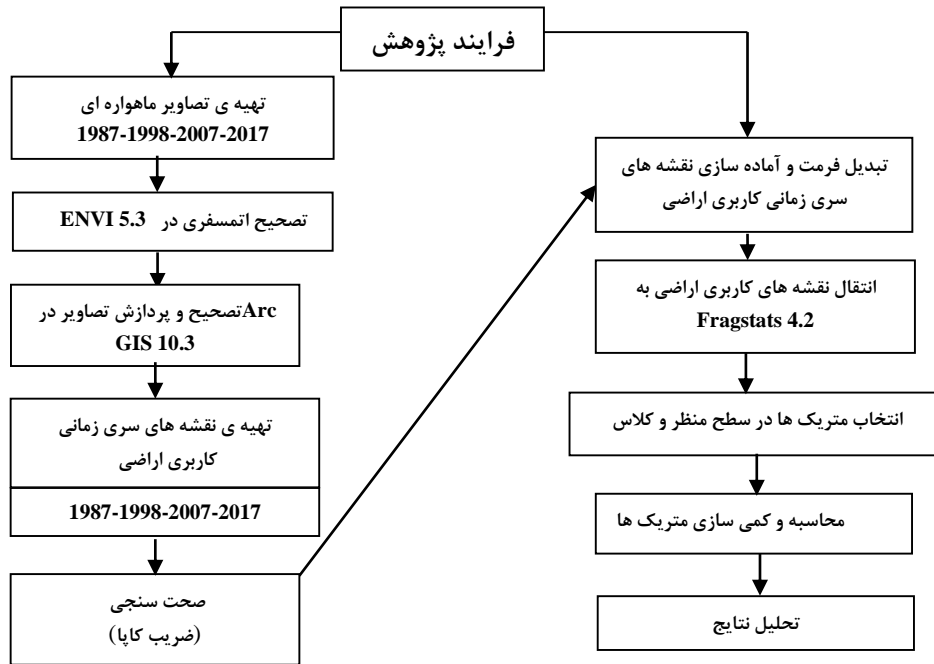 فرایند پژوهش
تهیه ی تصاویر ماهواره ای
1987-1998-2007-2017
تصحیح اتمسفری در ENVI 5.3
تصحیح و پردازش تصاویر در Arc
GIS 10.3
تهیه ی نقشه های سری زمانی
کاربری اراضی
1987-1998-2007-2017
صحت سنجی
(ضریب کاپا)
تبدیل فرمت و آماده سازی نقشه های
سری زمانی کاربری اراضی
انتقال نقشه های کاربری اراضی به
Fragstats 4.2
انتخاب متریک ها در سطح منظر و کلاس
محاسبه و کمی سازی متریک ها
تحلیل نتایج